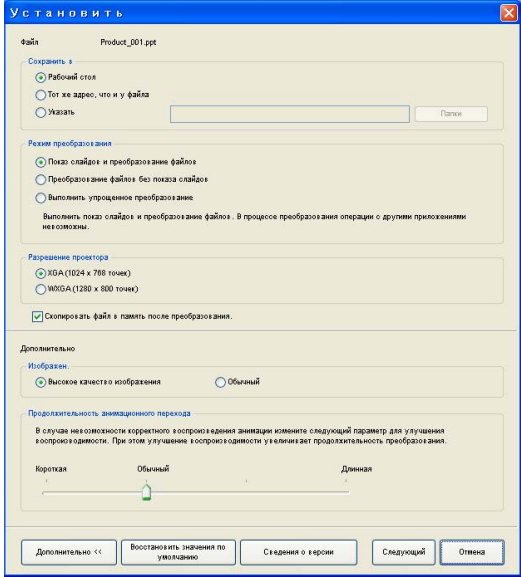 Установить
Файл Product_001.ppt
Сохранить в
Рабочий стол
Тот же адрес, что и у файла
Указать Папки
Режим преобразования
Показ слайдов и преобразование файлов
Преобразование файлов без показа слайдов
Выполнить упрощенное преобразование
Выполнить показ слайдов и преобразование файлов. В процессе преобразования операции с другими приложениями
невозможны.
Разрешение проектора
XGA (1024 x 768 точек)
WXGA (1280 x 800 точек)
Скопировать файл в память после преобразования.
Дополнительно
Изображен.
Высокое качество изображения Обычный
Продолжительность анимационного перехода
В случае невозможности корректного воспроизведения анимации измените следующий параметр для улучшения
воспроизводимости. При этом улучшение воспроизводимости увеличивает продолжительность преобразования.
Короткая Обычный Длинная
Дополнительно << Восстановить значения по Сведения о версии Следующий Отмена
умолчанию